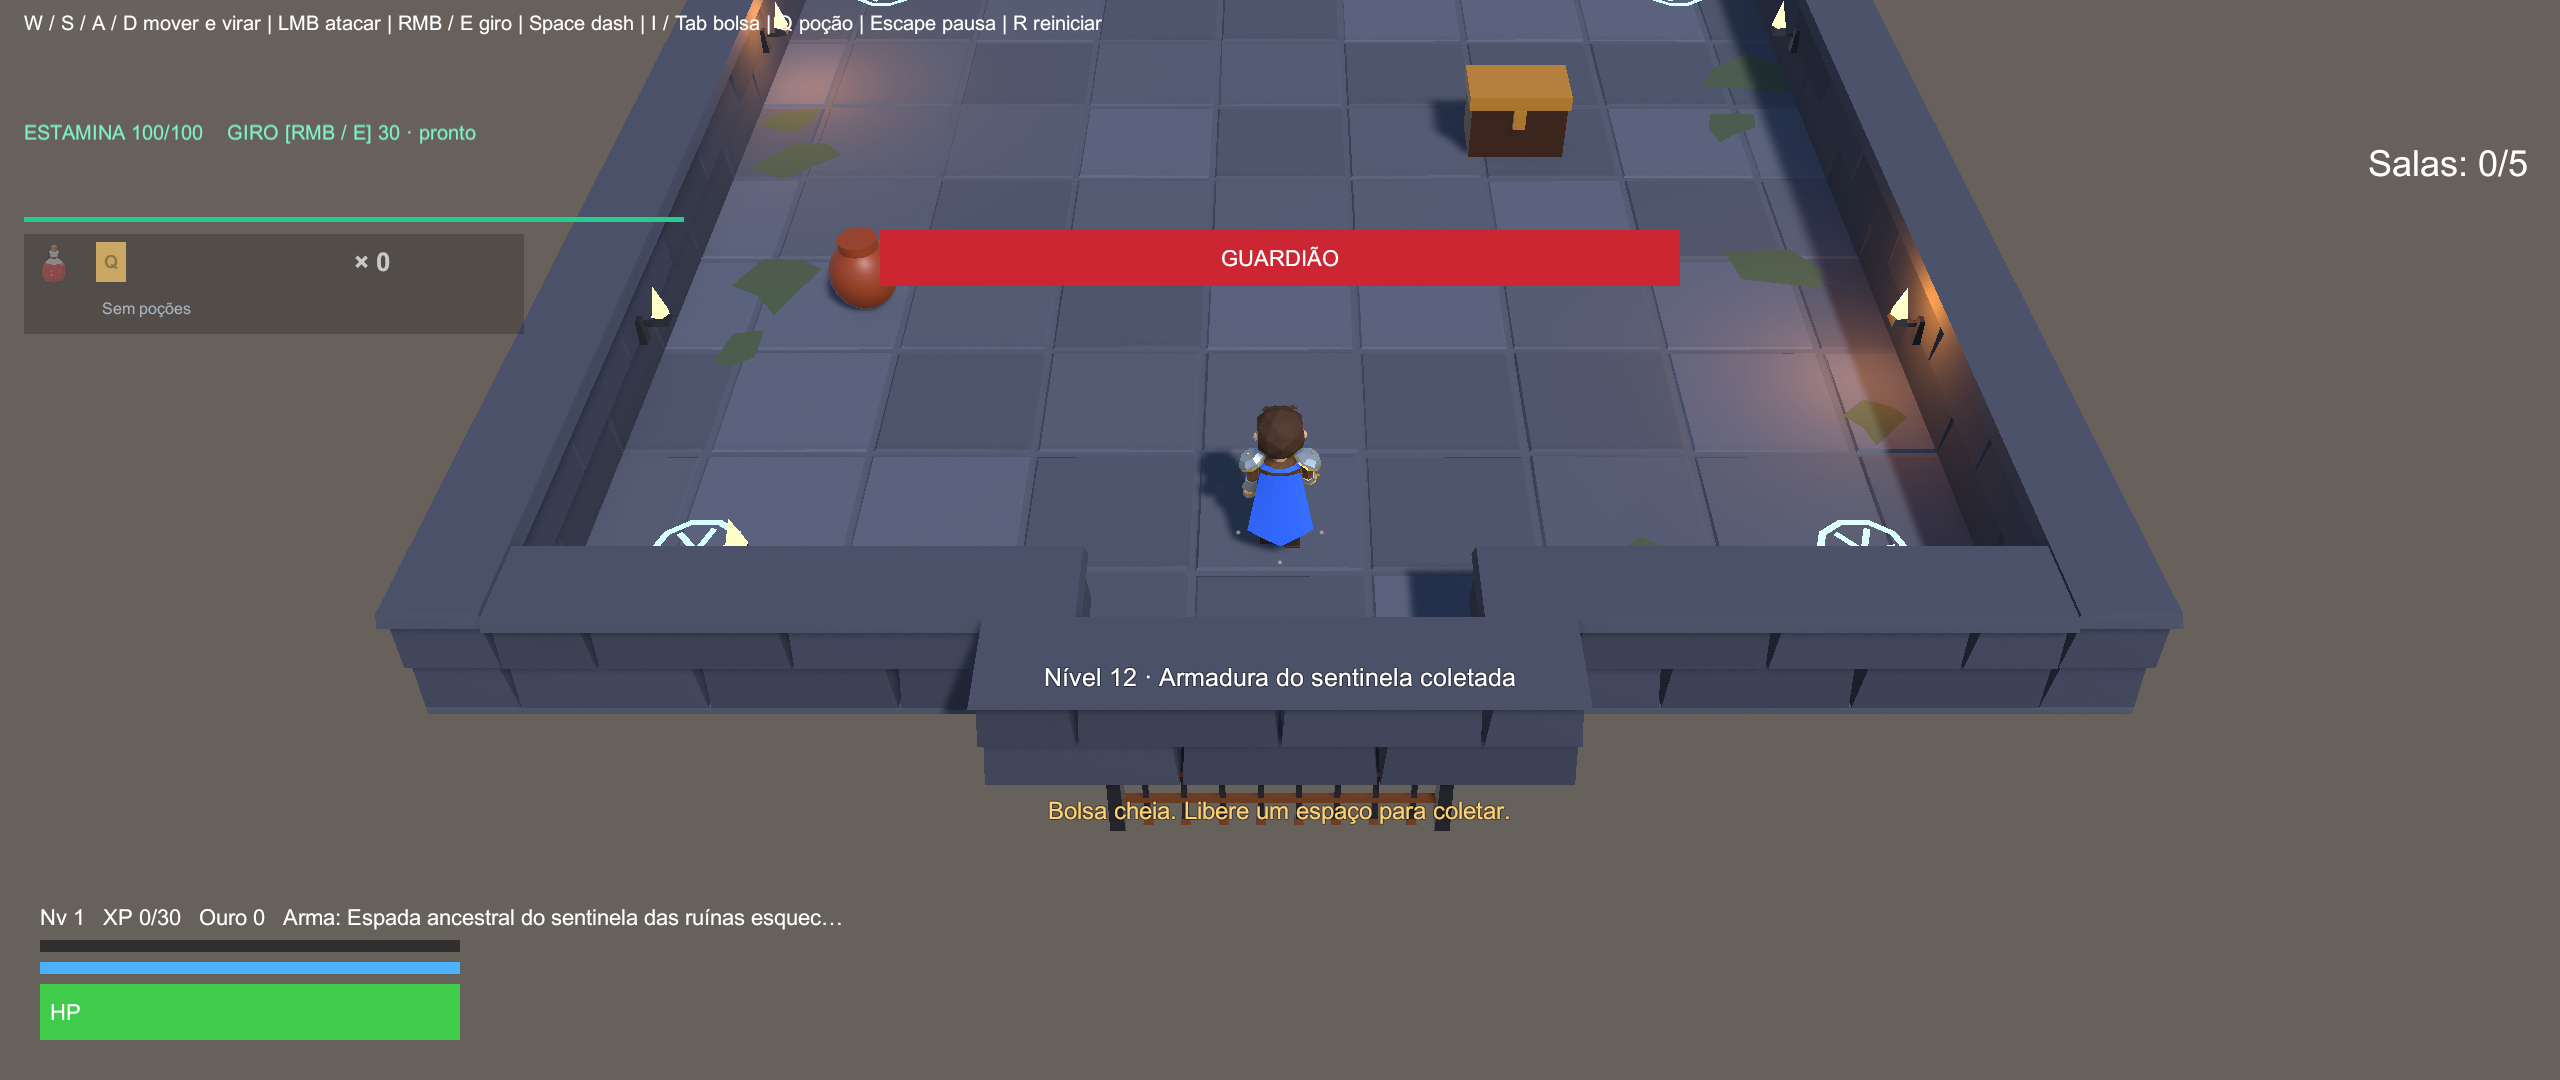 W / S / A / D mover e virar | LMB atacar | RMB / E giro | Space dash | I / Tab bolsa | Q poção | Escape pausa | R reiniciar
ESTAMINA 100/100 GIRO [RMB / E] 30 · pronto
Salas: 0/5
Q × 0
Sem poções
GUARDIÃO
Nível 12 · Armadura do sentinela coletada
Bolsa cheia. Libere um espaço para coletar.
Nv 1 XP 0/30 Ouro 0 Arma: Espada ancestral do sentinela das ruínas esquec…
HP